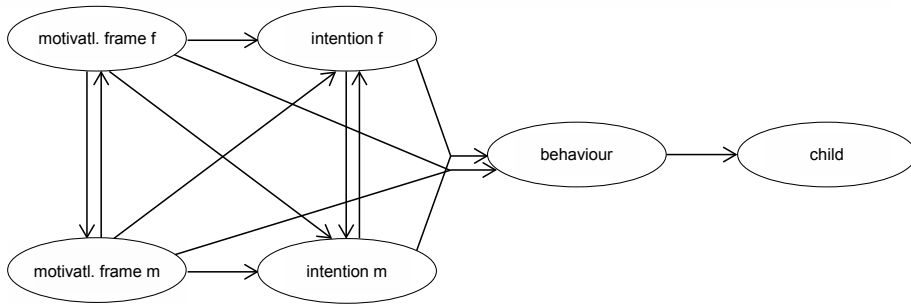 motivatl. frame f
intention f
behaviour
child
motivatl. frame m
intention m